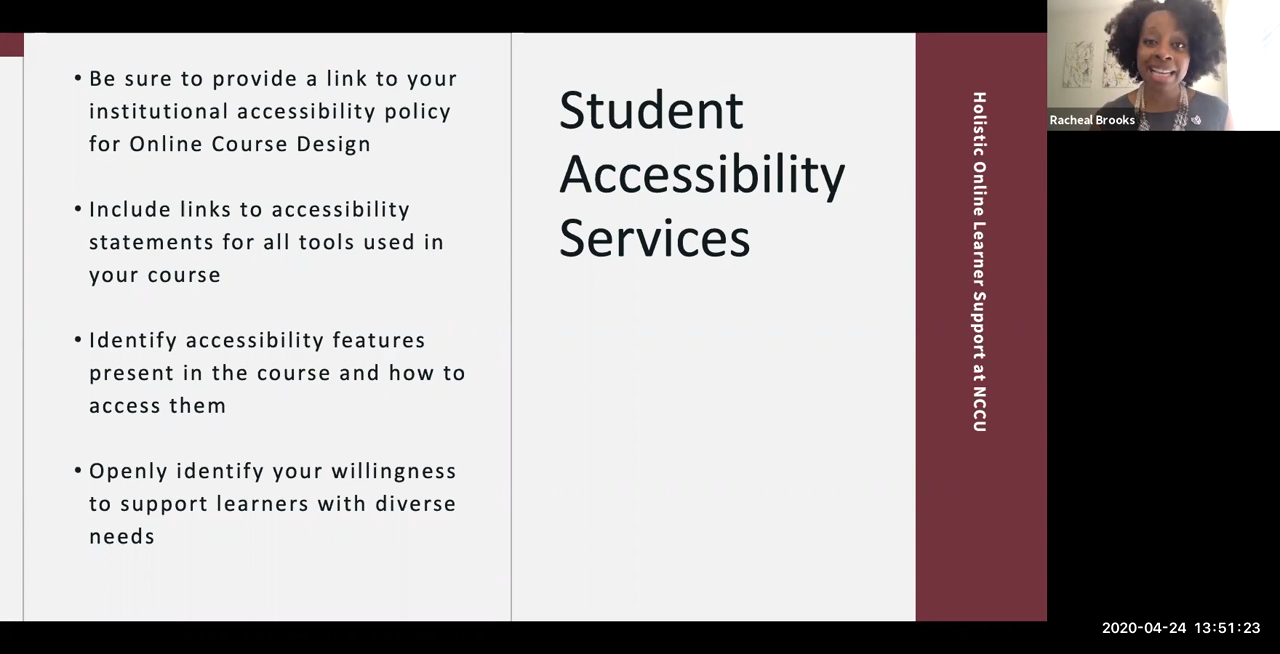 • Be sure to provide a link to your
institutional accessibility policy
for Online Course Design
• Include links to accessibility
statements for all tools used in
your course
• Identify accessibility features
present in the course and how to
access them
• Openly identify your willingness
to support learners with diverse
needs
Student
Accessibility
Services
Holistic Online Learner Support at NCCU
Racheal Brooks
2020-04-24 13:51:23